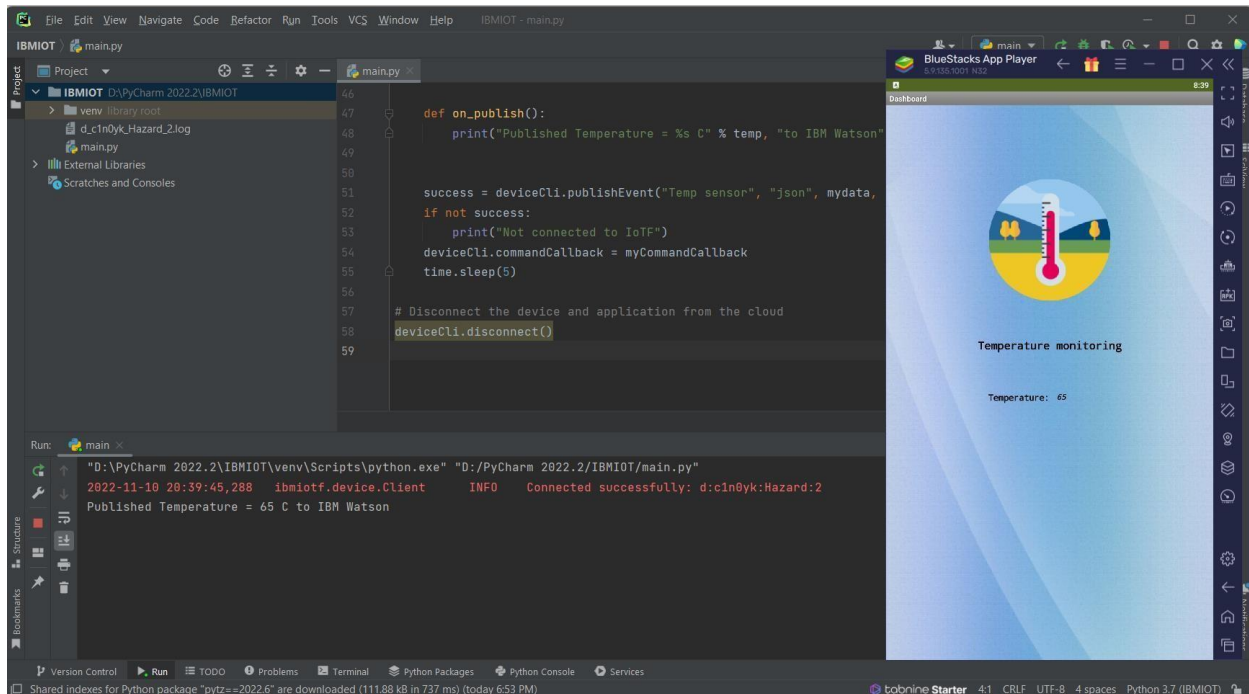 File Edit View Navigate Code Refactor Run Tools VCS Window Help IBMIOT - main.py
IBMIOT main.py
main
BlueStacks App Player
5.9.135.1001 N32
Project
Project
main.py
IBMIOT D:\PyCharm 2022.2\IBMIOT
venv library root
d_c1n0yk_Hazard_2.log
main.py
External Libraries
Scratches and Consoles
46
47 def on_publish():
48 print("Published Temperature = %s C" % temp, "to IBM Watson"
49
50
51 success = deviceCli.publishEvent("Temp sensor", "json", mydata,
52 if not success:
53 print("Not connected to IoTF")
54 deviceCli.commandCallback = myCommandCallback
55 time.sleep(5)
56
57 # Disconnect the device and application from the cloud
58 deviceCli.disconnect()
59
8:39
Dashboard
Temperature monitoring
Temperature: 65
Run: main
"D:\PyCharm 2022.2\IBMIOT\venv\Scripts\python.exe" "D:/PyCharm 2022.2/IBMIOT/main.py"
2022-11-10 20:39:45,288 ibmiotf.device.Client INFO Connected successfully: d:c1n0yk:Hazard:2
Published Temperature = 65 C to IBM Watson
Structure
Bookmarks
Version Control Run TODO Problems Terminal Python Packages Python Console Services
Shared indexes for Python package "pytz==2022.6" are downloaded (111.88 kB in 737 ms) (today 6:53 PM)
tabnine Starter 4:1 CRLF UTF-8 4 spaces Python 3.7 (IBMIOT)